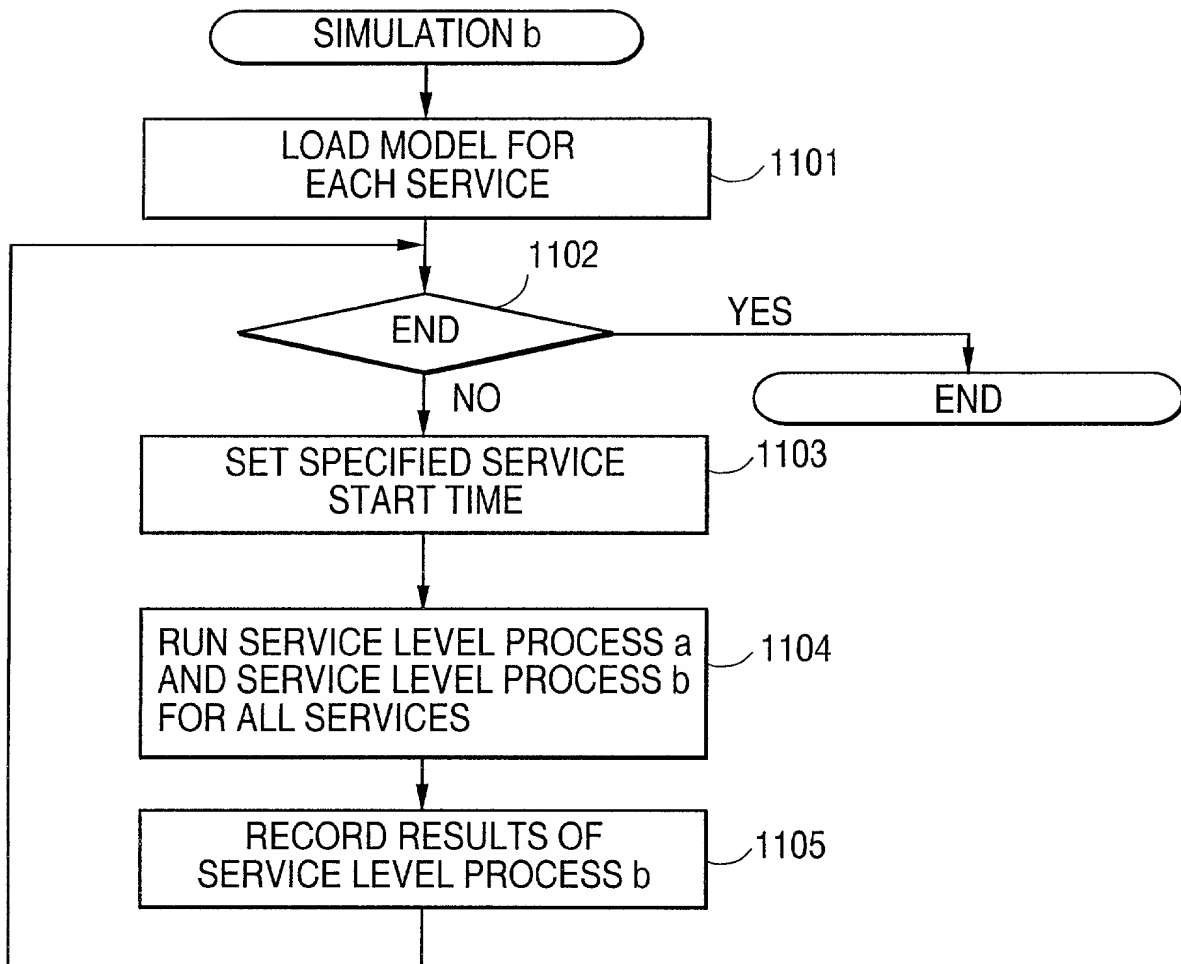 SIMULATION b
LOAD MODEL FOR
EACH SERVICE
1101
1102
END
YES
END
NO
SET SPECIFIED SERVICE
START TIME
1103
RUN SERVICE LEVEL PROCESS a
AND SERVICE LEVEL PROCESS b
FOR ALL SERVICES
1104
RECORD RESULTS OF
SERVICE LEVEL PROCESS b
1105